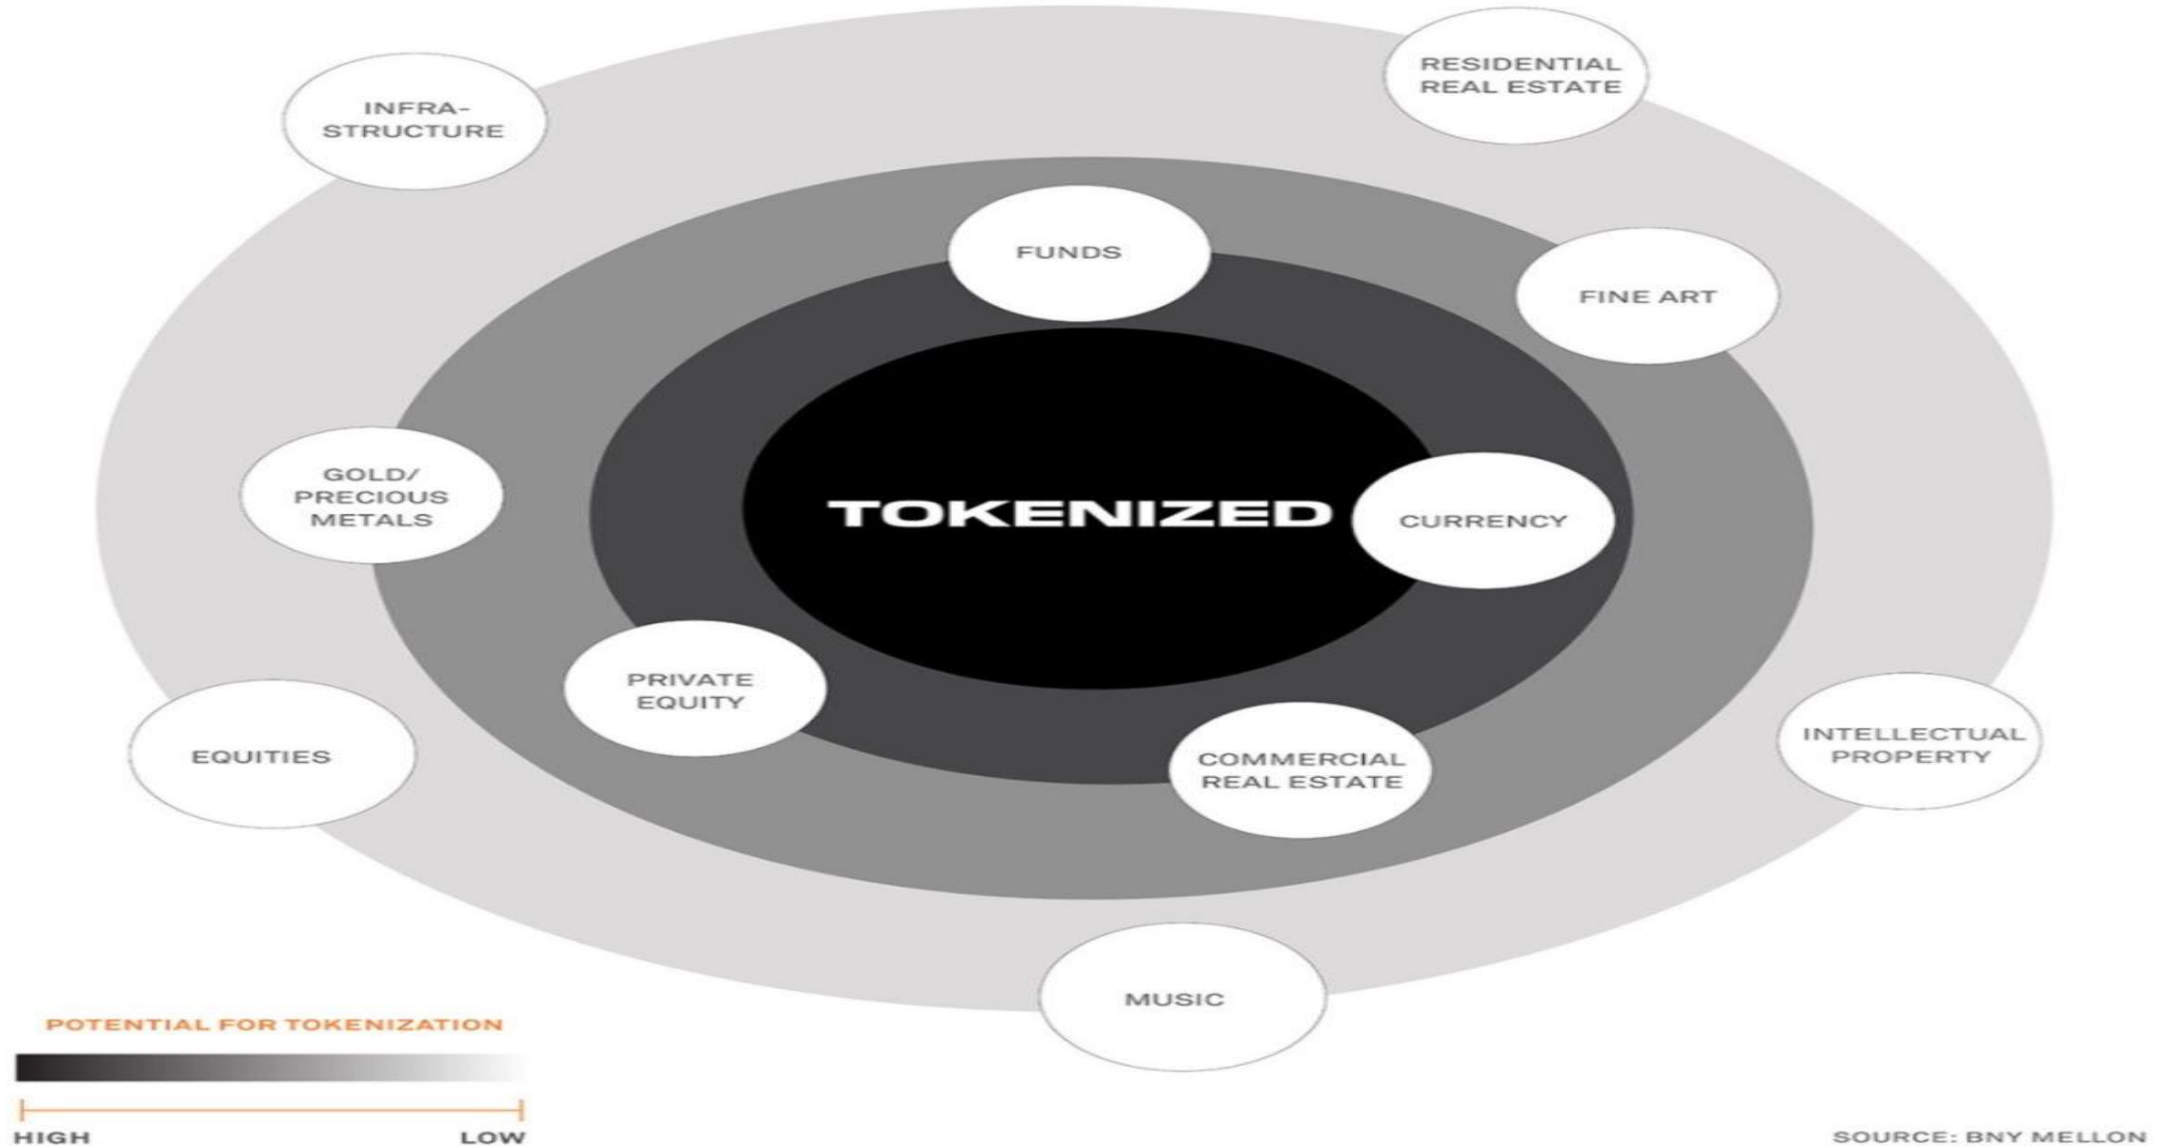 RESIDENTIAL
REAL ESTATE
INFRA-
STRUCTURE
FUNDS
FINE ART
GOLD/
PRECIOUS
METALS
TOKENIZED
CURRENCY
PRIVATE
EQUITY
EQUITIES
COMMERCIAL
REAL ESTATE
INTELLECTUAL
PROPERTY
MUSIC
POTENTIAL FOR TOKENIZATION
HIGH
LOW
SOURCE: BNY MELLON